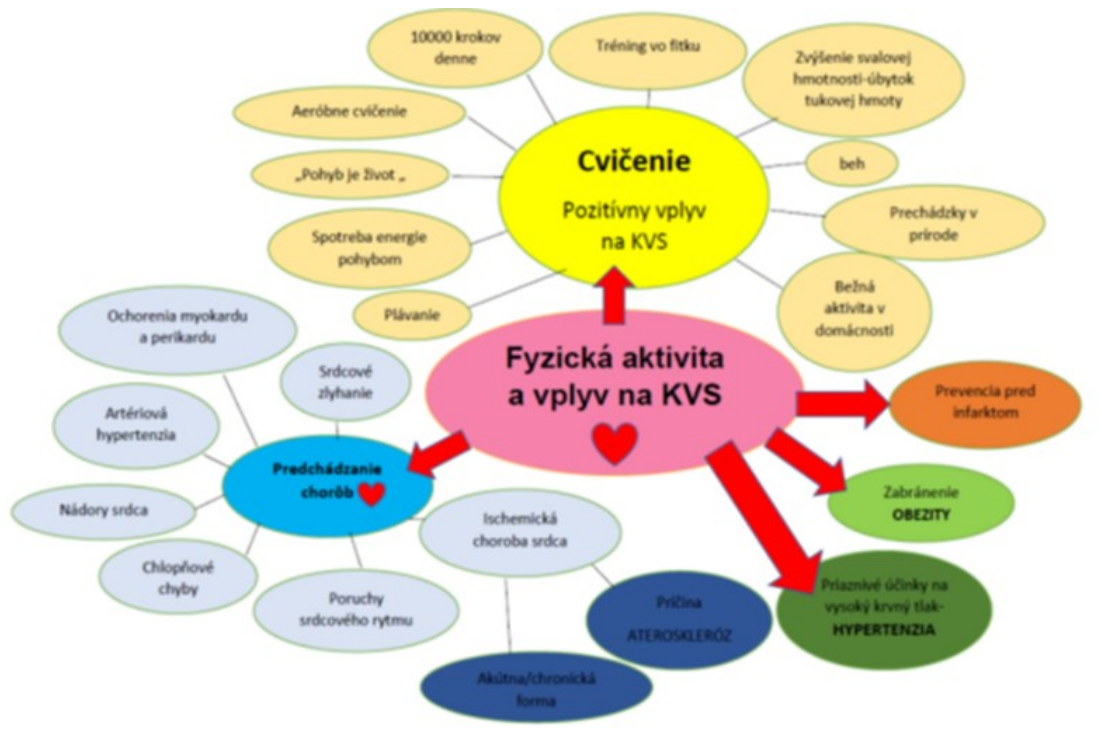 10000 krokov
denne
Tréning vo fitku
Zvýšenie svalovej
hmotnosti-úbytok
tukovej hmoty
Aeróbne cvičenie
Cvičenie
Pozitívny vplyv
na KVS
beh
„Pohyb je život „
Prechádzky v
prírode
Spotreba energie
pohybom
Plávanie
Bežná
aktivita v
domácnosti
Ochorenia myokardu
a perikardu
Srdcové
zlyhanie
Fyzická aktivita
a vplyv na KVS
Prevencia pred
infarktom
Artériová
hypertenzia
Predchádzanie
chorôb
Zabránenie
OBEZITY
Nádory srdca
Ischemická
choroba srdca
Chlopňové
chyby
Poruchy
srdcového rytmu
Príčina
ATEROSKLERÓZ
Priaznivé účinky na
vysoký krvný tlak-
HYPERTENZIA
Akútna/chronická
forma